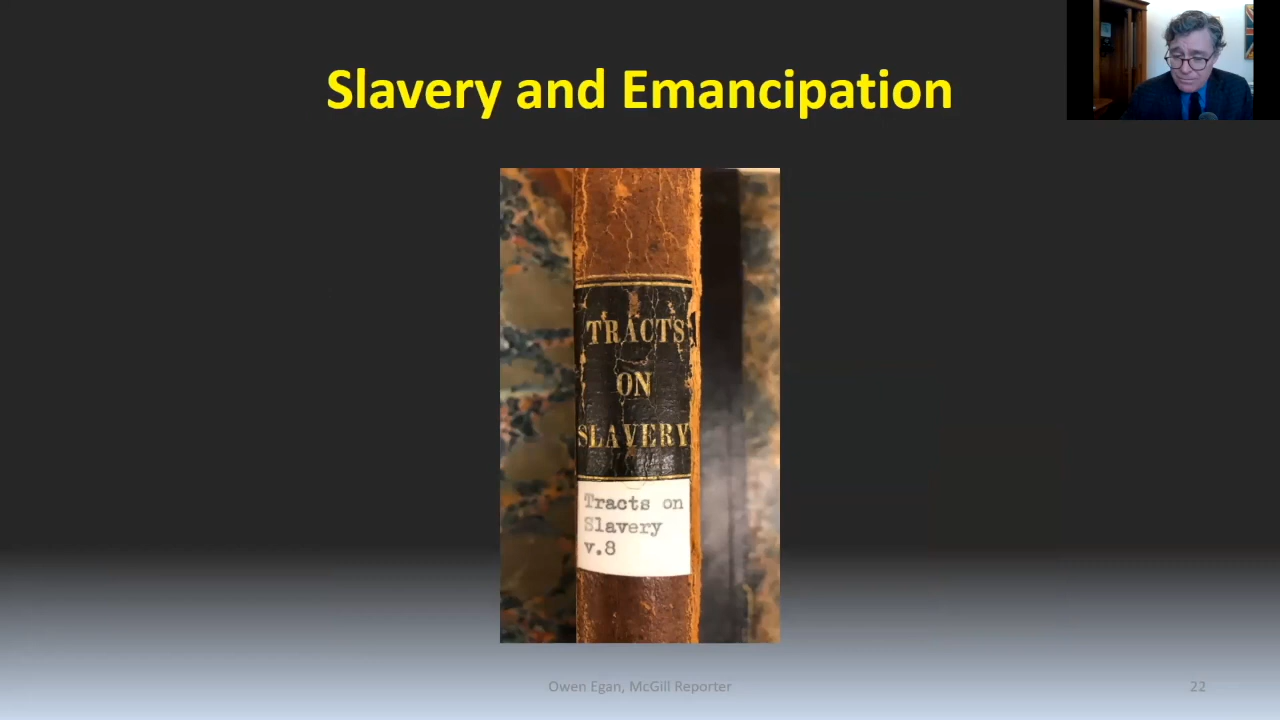 Slavery and Emancipation
TRACTS
ON
SLAVERY
Tracts on
Slavery
v.8
Owen Egan, McGill Reporter
22